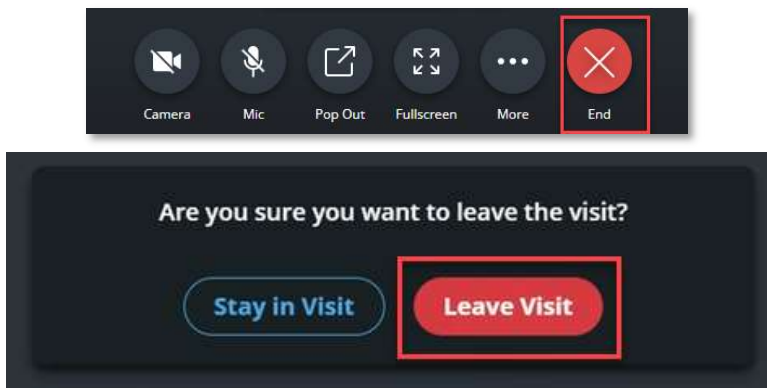 Camera Mic Pop Out Fullscreen More End
Are you sure you want to leave the visit?
Stay in Visit Leave Visit